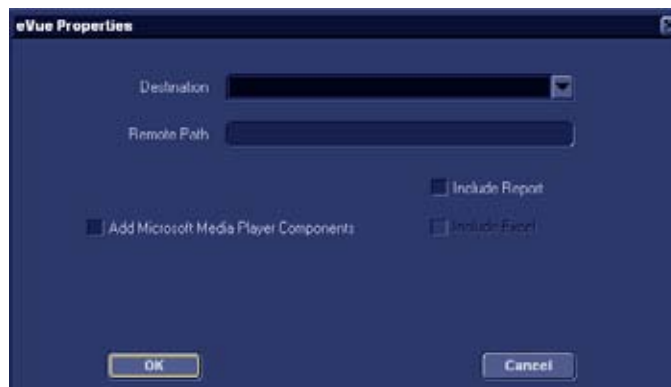 eVue Properties
Destination
Remote Path
Include Report
Add Microsoft Media Player Components
Include Excel
OK
Cancel